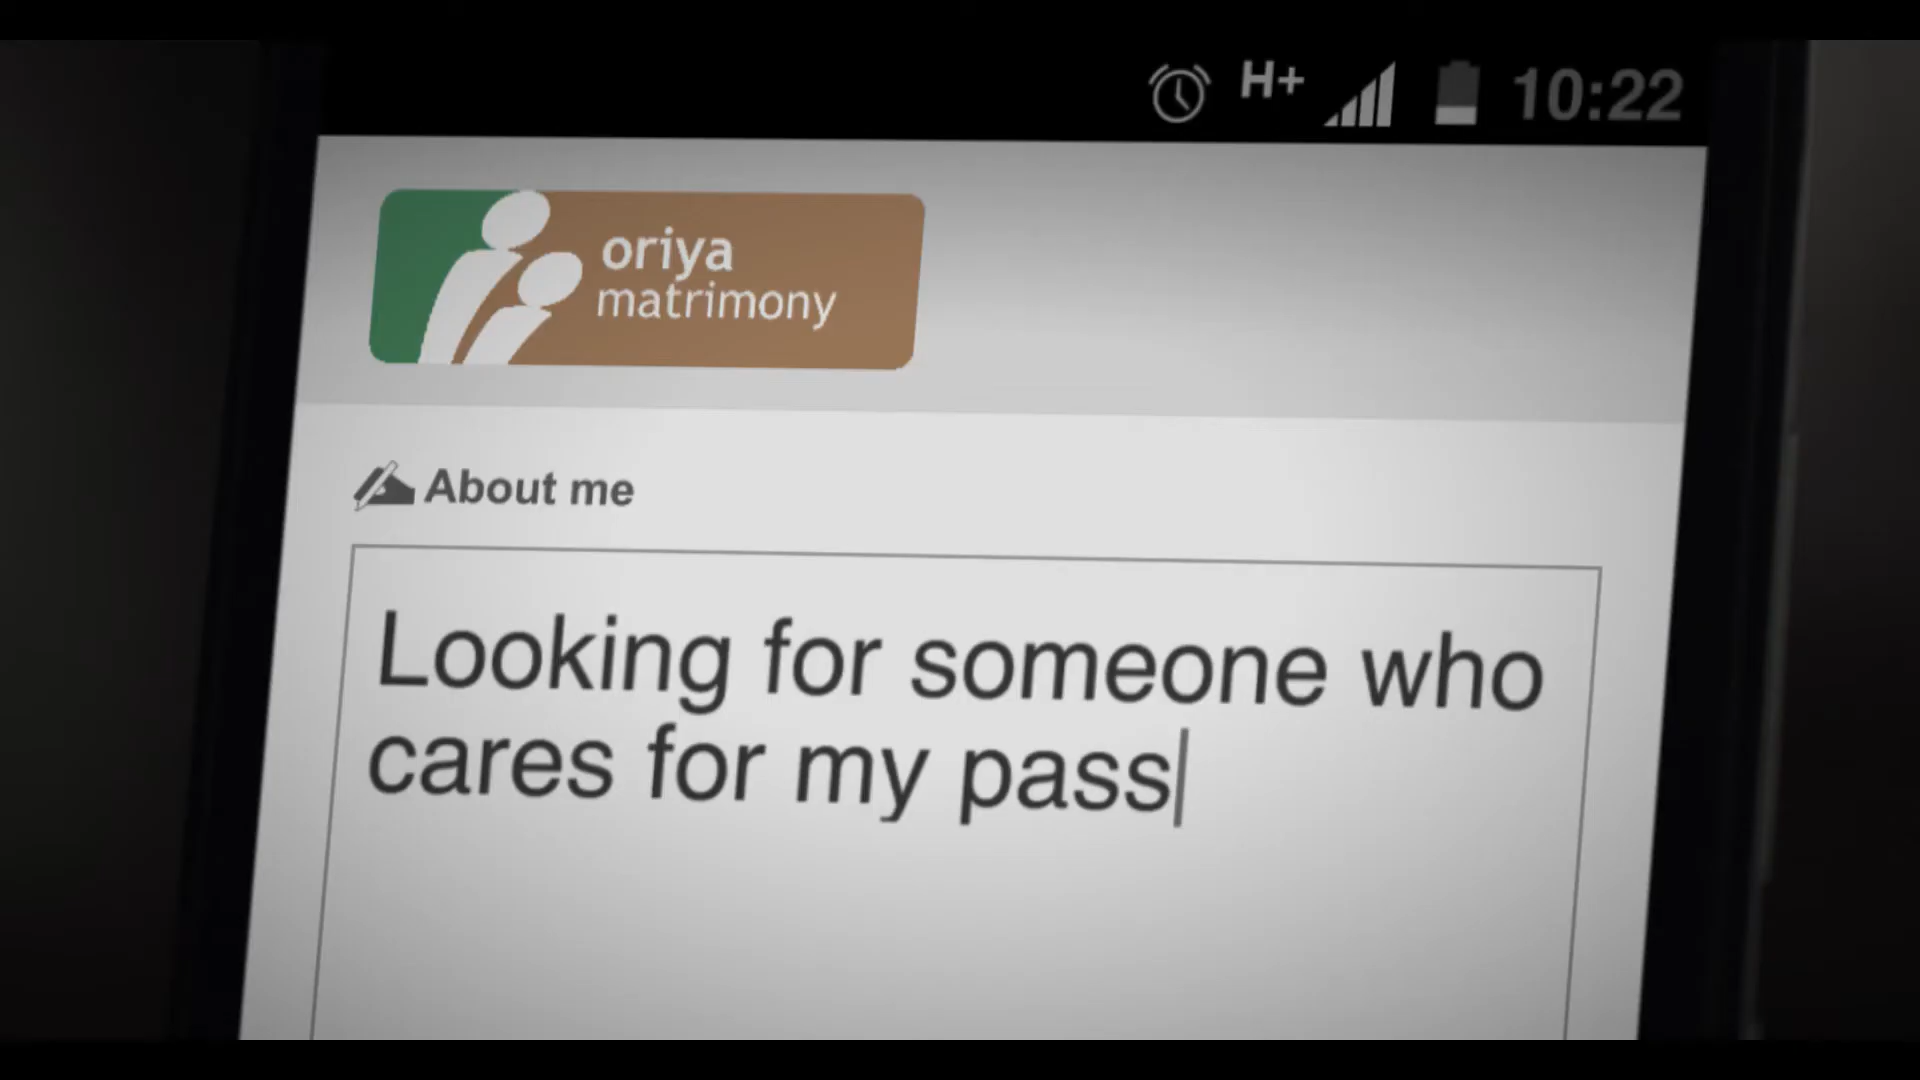 H+ 10:22
oriya
matrimony
About me
Looking for someone who
cares for my pass